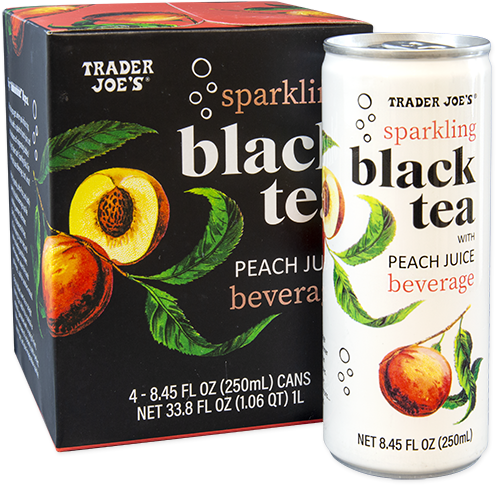 TRADER
JOE'S®
sparklin
black
tea
PEACH JU
beverag
4 - 8.45 FL OZ (250mL) CANS
NET 33.8 FL OZ (1.06 QT) 1L
TRADER JOE'S®
sparkling
black
tea
WITH
PEACH JUICE
beverage
NET 8.45 FL OZ (250mL)